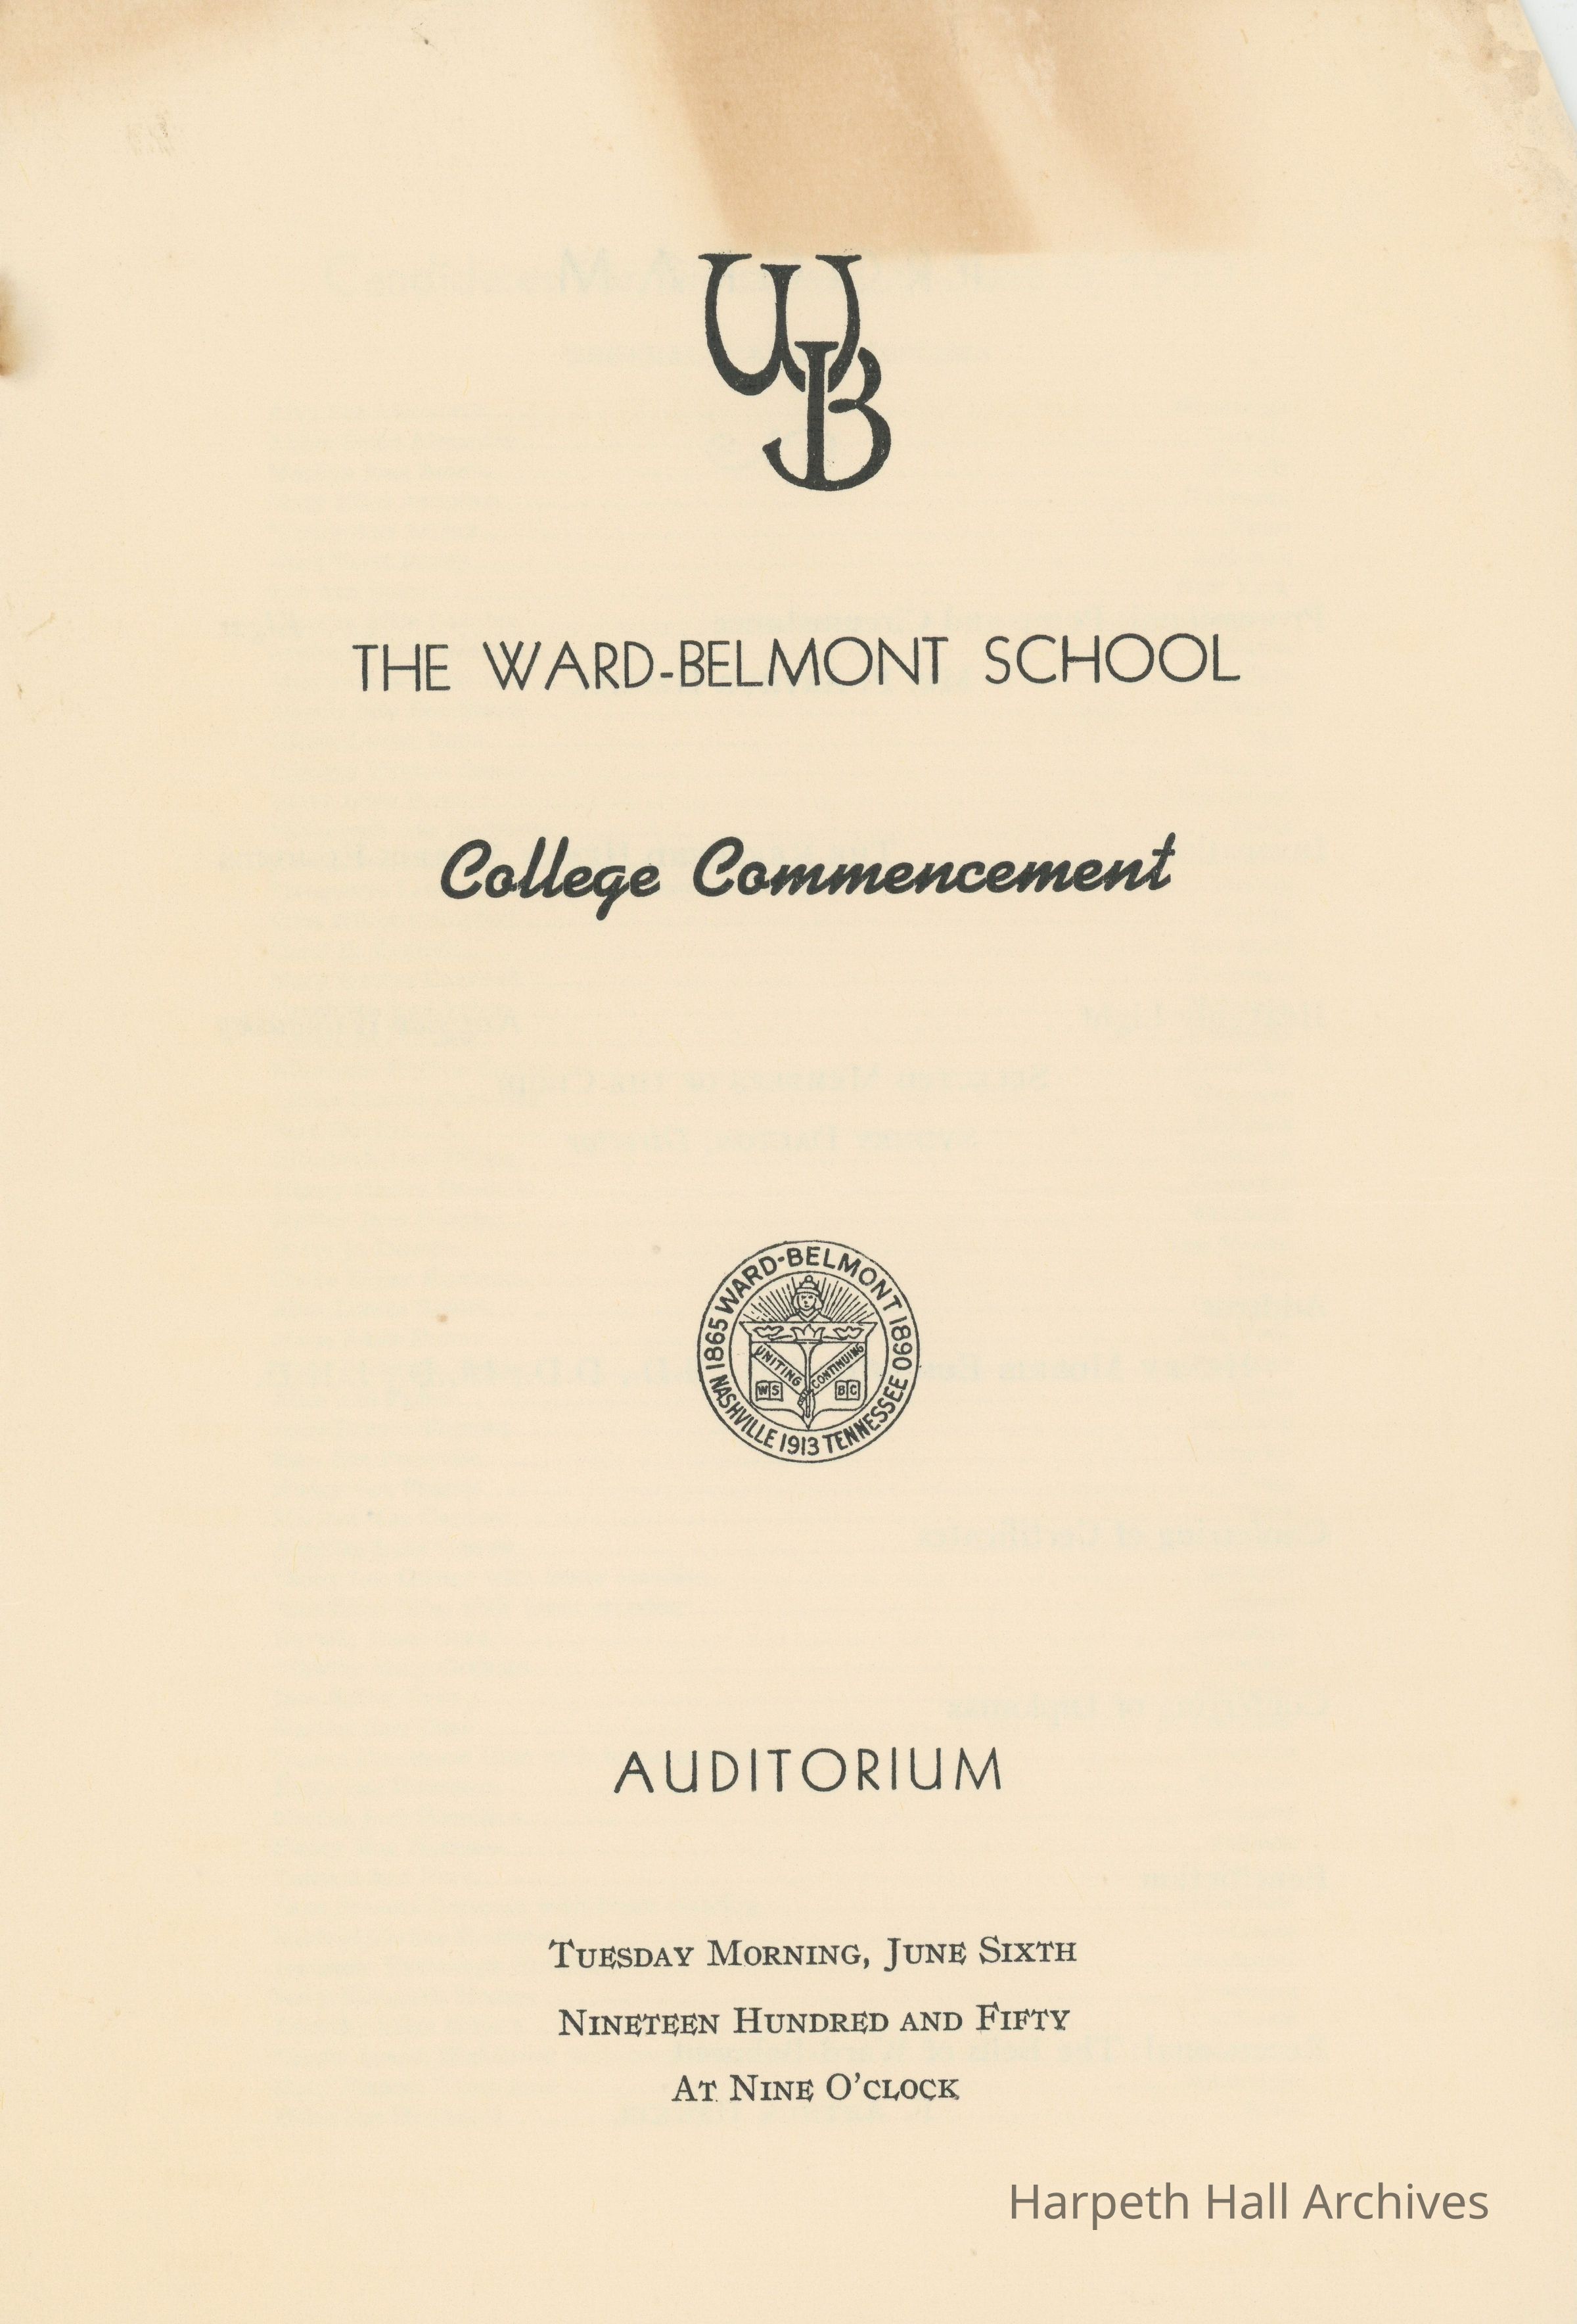 WB
THE WARD-BELMONT SCHOOL
College Commencement
WARD-BELMONT
1865
1890
UNITING
CONTINUING
WS
BC
NASHVILLE 1913 TENNESSEE
AUDITORIUM
Tuesday Morning, June Sixth
Nineteen Hundred and Fifty
At Nine O'clock
Harpeth Hall Archives